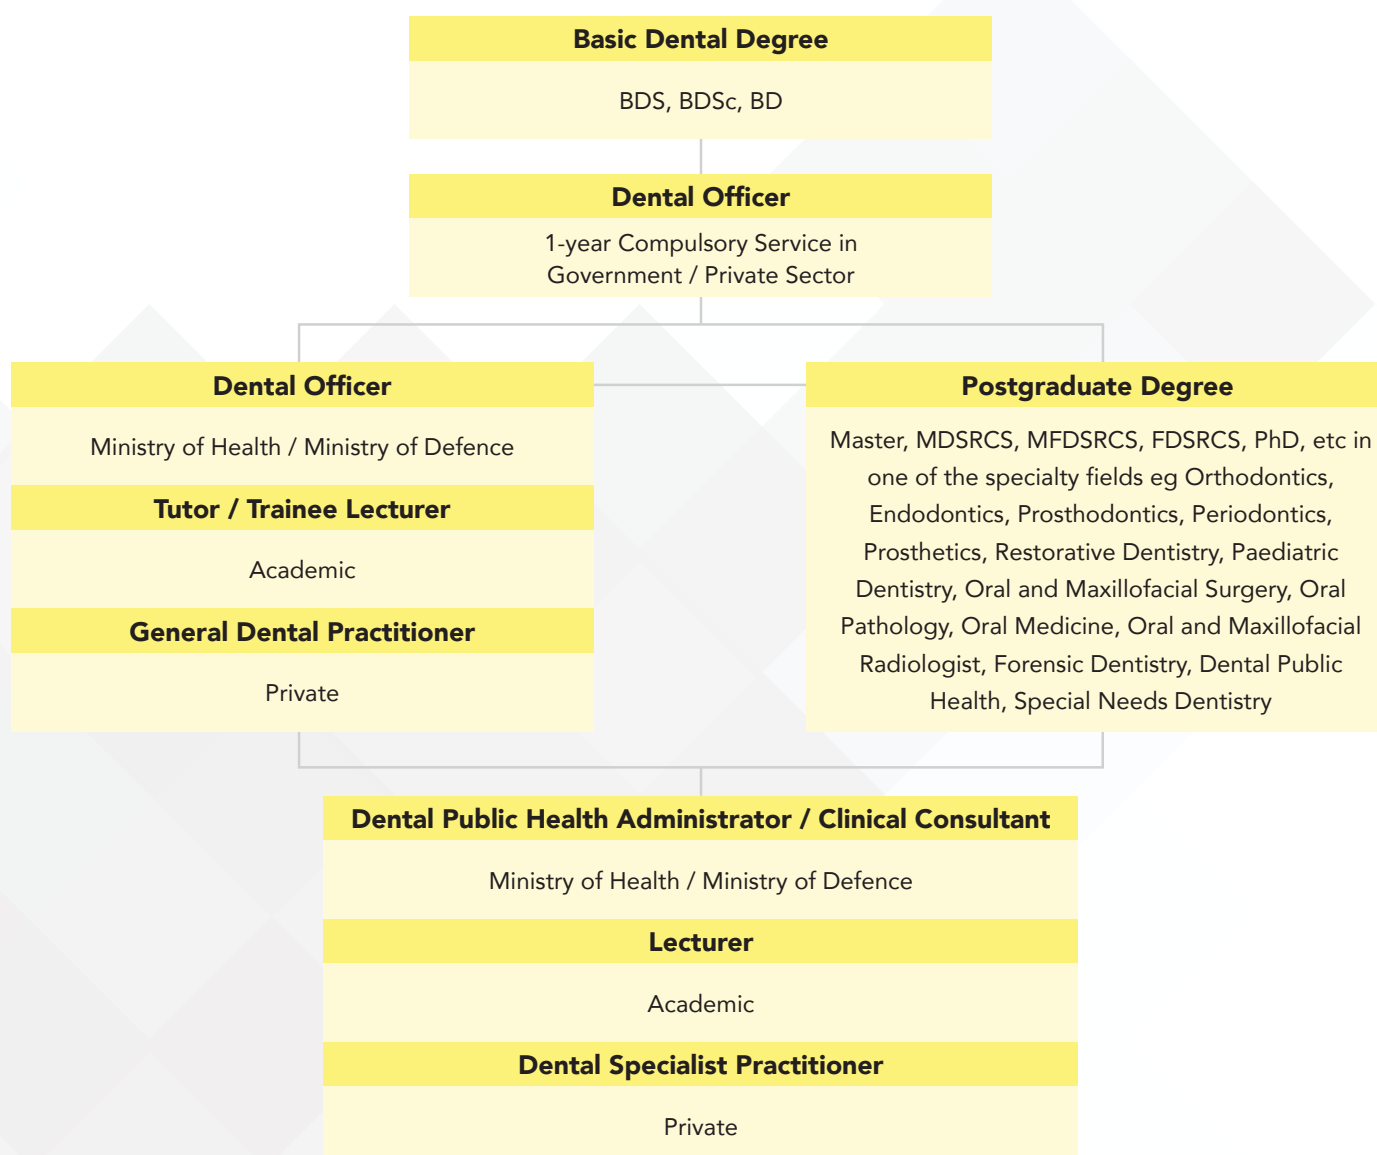 Basic Dental Degree
BDS, BDSc, BD
Dental Officer
1-year Compulsory Service in
Government / Private Sector
Dental Officer
Ministry of Health / Ministry of Defence
Tutor / Trainee Lecturer
Academic
General Dental Practitioner
Private
Postgraduate Degree
Master, MDSRCS, MFDSRCS, FDSRCS, PhD, etc in
one of the specialty fields eg Orthodontics,
Endodontics, Prosthodontics, Periodontics,
Prosthetics, Restorative Dentistry, Paediatric
Dentistry, Oral and Maxillofacial Surgery, Oral
Pathology, Oral Medicine, Oral and Maxillofacial
Radiologist, Forensic Dentistry, Dental Public
Health, Special Needs Dentistry
Dental Public Health Administrator / Clinical Consultant
Ministry of Health / Ministry of Defence
Lecturer
Academic
Dental Specialist Practitioner
Private